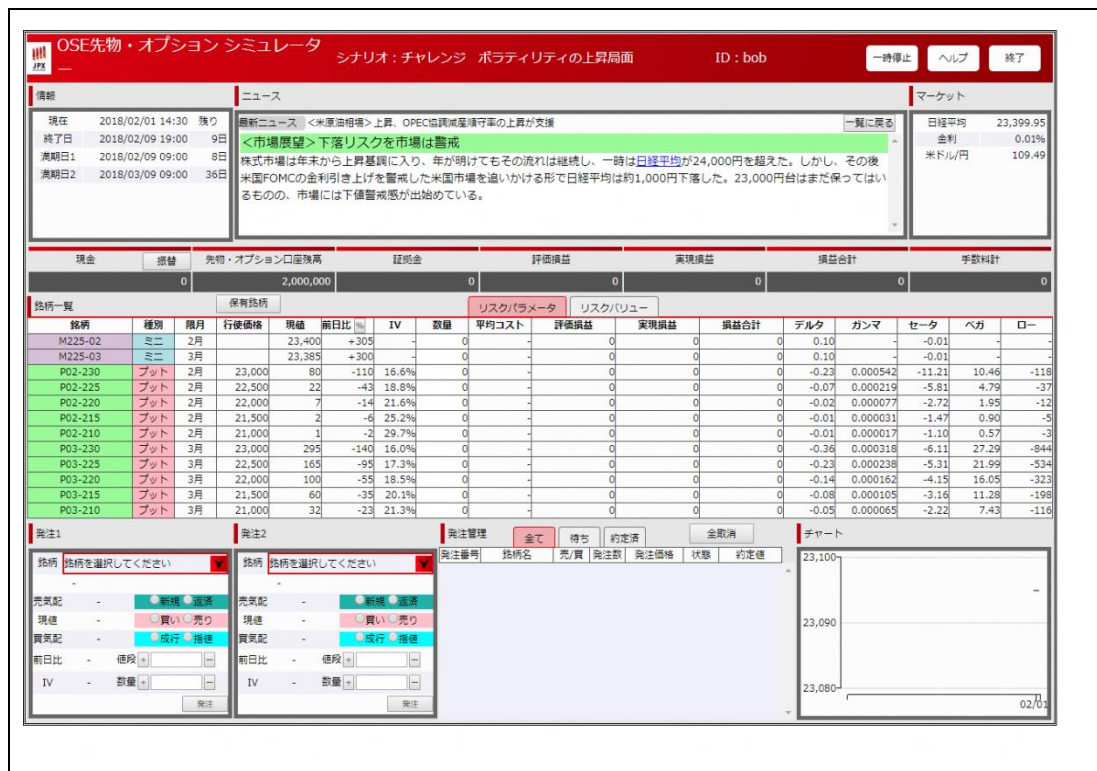 OSE先物・オプション シミュレータ
—
JPX
シナリオ：チャレンジ ボラティリティの上昇局面
ID：bob
一時停止 ヘルプ 終了
情報
現在 2018/02/01 14:30 残り
終了日 2018/02/09 19:00 9日
満期日1 2018/02/09 09:00 8日
満期日2 2018/03/09 09:00 36日
ニュース
最新ニュース <米原油相場>上昇、OPEC協調減産順守率の上昇が支援 一覧に戻る
<市場展望>下落リスクを市場は警戒
株式市場は年末から上昇基調に入り、年が明けてもその流れは継続し、一時は日経平均が24,000円を超えた。しかし、その後
米国FOMCの金利引き上げを警戒した米国市場を追いかける形で日経平均は約1,000円下落した。23,000円台はまだ保ってはい
るものの、市場には下値警戒感が出始めている。
マーケット
日経平均 23,399.95
金利 0.01%
米ドル/円 109.49
現金 振替 先物・オプション口座残高 証拠金 評価損益 実現損益 損益合計 手数料計
0 2,000,000 0 0 0 0 0
銘柄一覧 保有銘柄 リスクパラメータ リスクバリュー
銘柄 種別 限月 行使価格 現値 前日比 % IV 数量 平均コスト 評価損益 実現損益 損益合計 デルタ ガンマ セータ ベガ ロー
M225-02 ミニ 2月 23,400 +305 - 0 - 0 0 0 0.10 - -0.01 - -
M225-03 ミニ 3月 23,385 +300 - 0 - 0 0 0 0.10 - -0.01 - -
P02-230 プット 2月 23,000 80 -110 16.6% 0 - 0 0 0 -0.23 0.000542 -11.21 10.46 -118
P02-225 プット 2月 22,500 22 -43 18.8% 0 - 0 0 0 -0.07 0.000219 -5.81 4.79 -37
P02-220 プット 2月 22,000 7 -14 21.6% 0 - 0 0 0 -0.02 0.000077 -2.72 1.95 -12
P02-215 プット 2月 21,500 2 -6 25.2% 0 - 0 0 0 -0.01 0.000031 -1.47 0.90 -5
P02-210 プット 2月 21,000 1 -2 29.7% 0 - 0 0 0 -0.01 0.000017 -1.10 0.57 -3
P03-230 プット 3月 23,000 295 -140 16.0% 0 - 0 0 0 -0.36 0.000318 -6.11 27.29 -844
P03-225 プット 3月 22,500 165 -95 17.3% 0 - 0 0 0 -0.23 0.000238 -5.31 21.99 -534
P03-220 プット 3月 22,000 100 -55 18.5% 0 - 0 0 0 -0.14 0.000162 -4.15 16.05 -323
P03-215 プット 3月 21,500 60 -35 20.1% 0 - 0 0 0 -0.08 0.000105 -3.16 11.28 -198
P03-210 プット 3月 21,000 32 -23 21.3% 0 - 0 0 0 -0.05 0.000065 -2.22 7.43 -116
発注1
銘柄 銘柄を選択してください
-
売気配 - 新規 返済
現値 - 買い 売り
買気配 - 成行 指値
前日比 - 値段 + −
IV - 数量 + −
発注
発注2
銘柄 銘柄を選択してください
-
売気配 - 新規 返済
現値 - 買い 売り
買気配 - 成行 指値
前日比 - 値段 + −
IV - 数量 + −
発注
発注管理 全て 待ち 約定済 全取消
発注番号 銘柄名 売/買 発注数 発注価格 状態 約定値
チャート
23,100
23,090
23,080
02/01